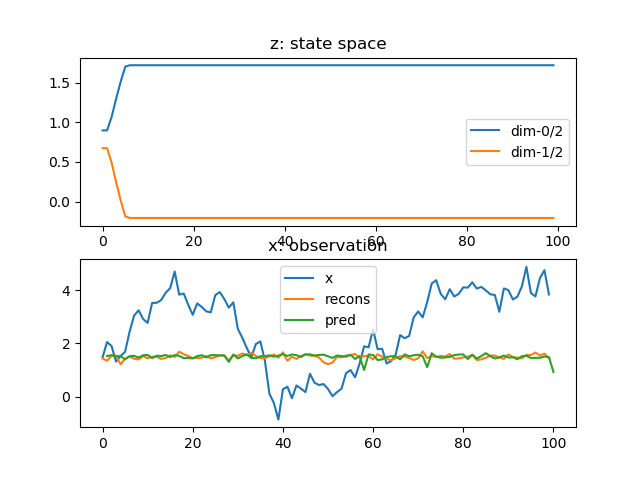 z: state space
1.5
1.0
0.5
0.0
dim-0/2
dim-1/2
0 20 40 60 80 100
x: observation
4
2
0
x
recons
pred
0 20 40 60 80 100